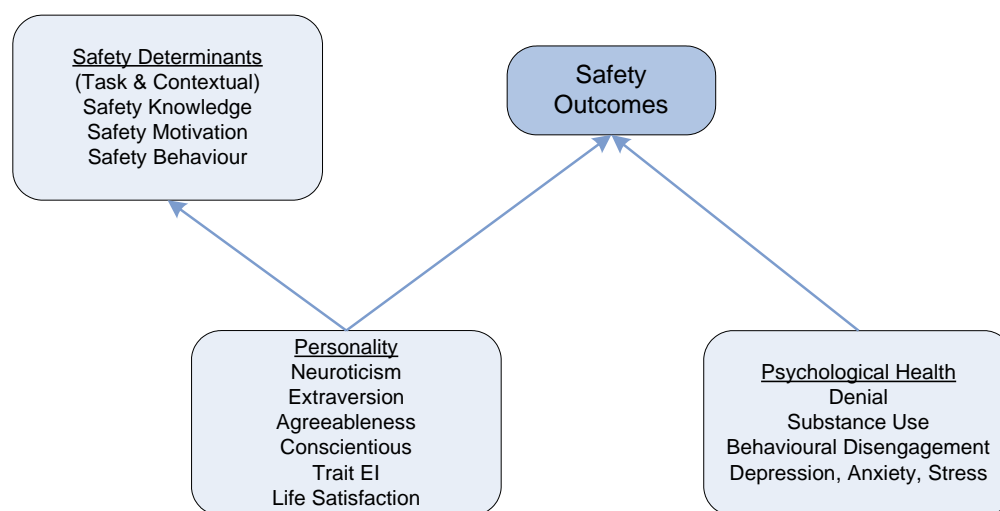 Safety Determinants
(Task & Contextual)
Safety Knowledge
Safety Motivation
Safety Behaviour
Safety
Outcomes
Personality
Neuroticism
Extraversion
Agreeableness
Conscientious
Trait EI
Life Satisfaction
Psychological Health
Denial
Substance Use
Behavioural Disengagement
Depression, Anxiety, Stress